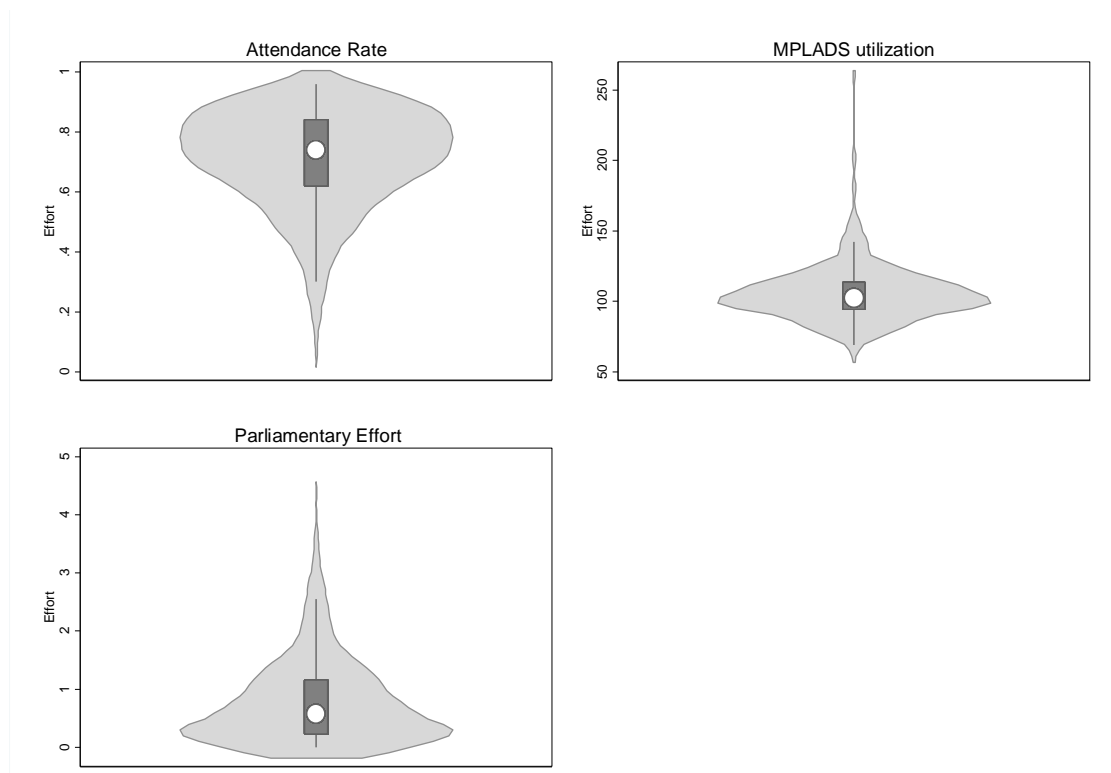 Attendance Rate
Effort
1
.8
.6
.4
.2
0
MPLADS utilization
Effort
250
200
150
100
50
Parliamentary Effort
Effort
5
4
3
2
1
0